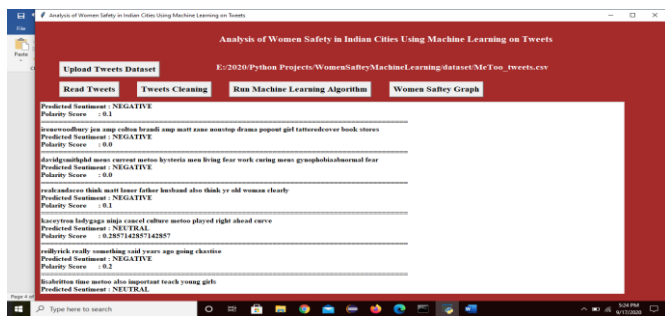 Analysis of Women Safety in Indian Cities Using Machine Learning on Tweets
File
Paste
Analysis of Women Safety in Indian Cities Using Machine Learning on Tweets
Upload Tweets Dataset
E:/2020/Python Projects/WomenSafteyMachineLearning/dataset/MeToo_tweets.csv
Read Tweets
Tweets Cleaning
Run Machine Learning Algorithm
Women Saftey Graph
Predicted Sentiment : NEGATIVE
Polarity Score : 0.1
irenewoodbury jen amp colton brandi amp matt zane nonstop drama popout girl tatteredcover book stores
Predicted Sentiment : NEGATIVE
Polarity Score : 0.0
davidgsmithphd mens current metoo hysteria men living fear work curing mens gynophobiaabnormal fear
Predicted Sentiment : NEGATIVE
Polarity Score : 0.0
realcandaceo think matt lauer father husband also think yr old woman clearly
Predicted Sentiment : NEGATIVE
Polarity Score : 0.1
kaceytron ladygaga ninja cancel culture metoo played right ahead curve
Predicted Sentiment : NEUTRAL
Polarity Score : 0.2857142857142857
reillyrick really something said years ago going chastise
Predicted Sentiment : NEGATIVE
Polarity Score : 0.2
lisabritton time metoo also important teach young girls
Predicted Sentiment : NEUTRAL
Page 4 of
Type here to search
5:24 PM
9/17/2020